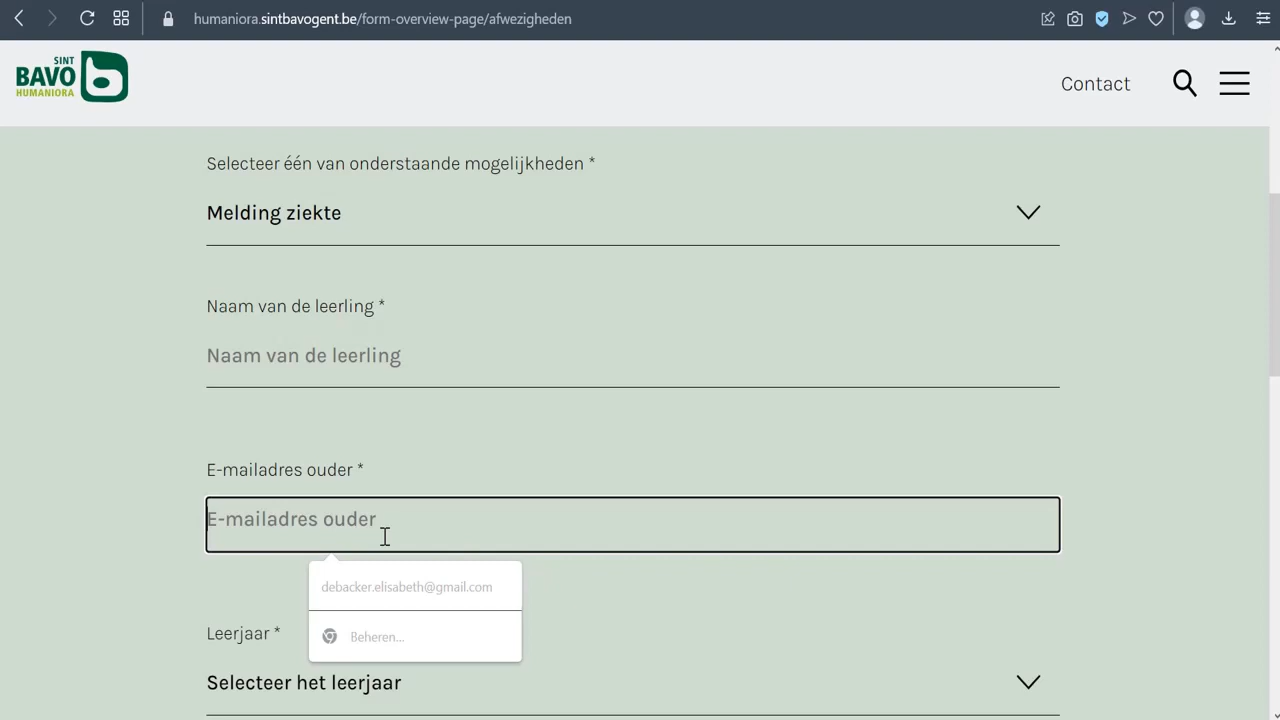 humaniora.sintbavogent.be/form-overview-page/afwezigheden
SINT
BAVO
HUMANIORA
Contact
Selecteer één van onderstaande mogelijkheden *
Melding ziekte
Naam van de leerling *
Naam van de leerling
E-mailadres ouder *
E-mailadres ouder
debacker.elisabeth@gmail.com
Beheren...
Leerjaar *
Selecteer het leerjaar